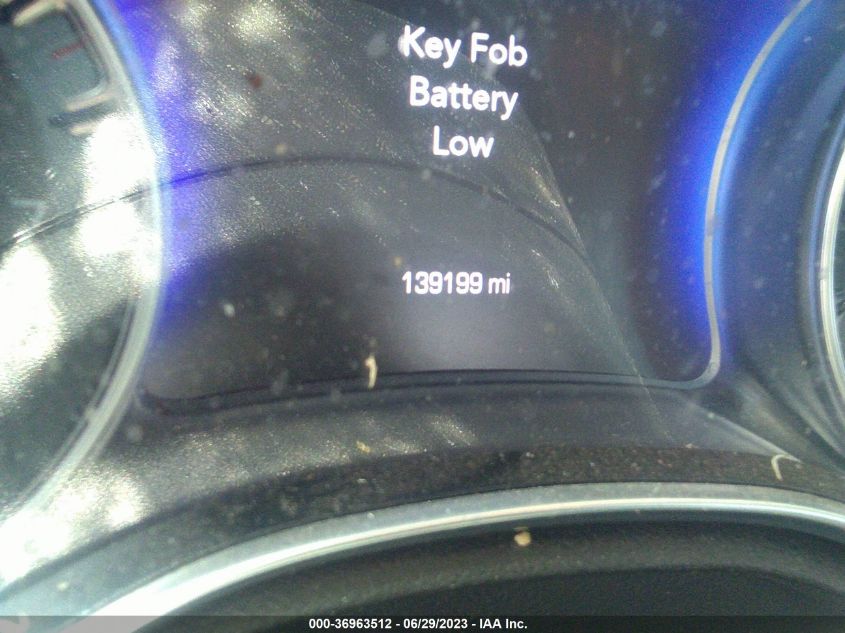 Key Fob
Battery
Low
139199 mi
000-36963512 - 06/29/2023 - IAA Inc.